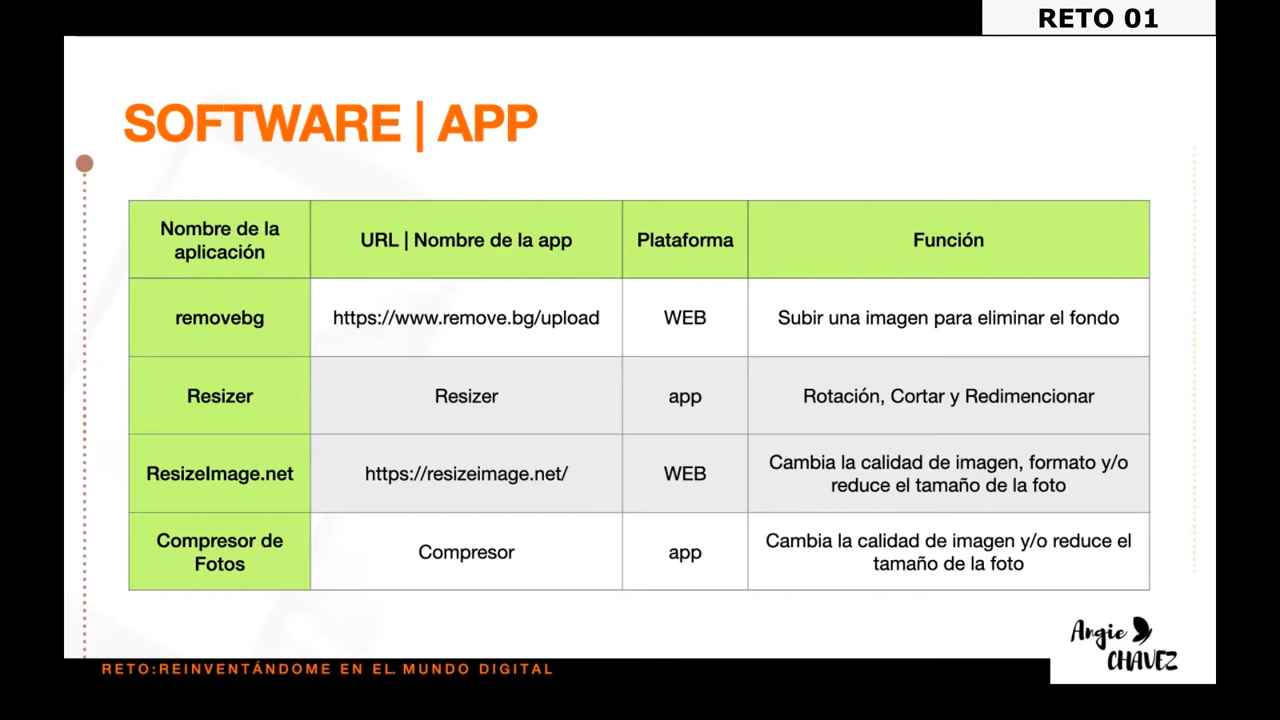 RETO 01
SOFTWARE | APP
Nombre de la
aplicación
URL | Nombre de la app
Plataforma
Función
removebg
https://www.remove.bg/upload
WEB
Subir una imagen para eliminar el fondo
Resizer
Resizer
app
Rotación, Cortar y Redimencionar
ResizeImage.net
https://resizeimage.net/
WEB
Cambia la calidad de imagen, formato y/o
reduce el tamaño de la foto
Compresor de
Fotos
Compresor
app
Cambia la calidad de imagen y/o reduce el
tamaño de la foto
Angie
CHAVEZ
RETO:REINVENTÁNDOME EN EL MUNDO DIGITAL